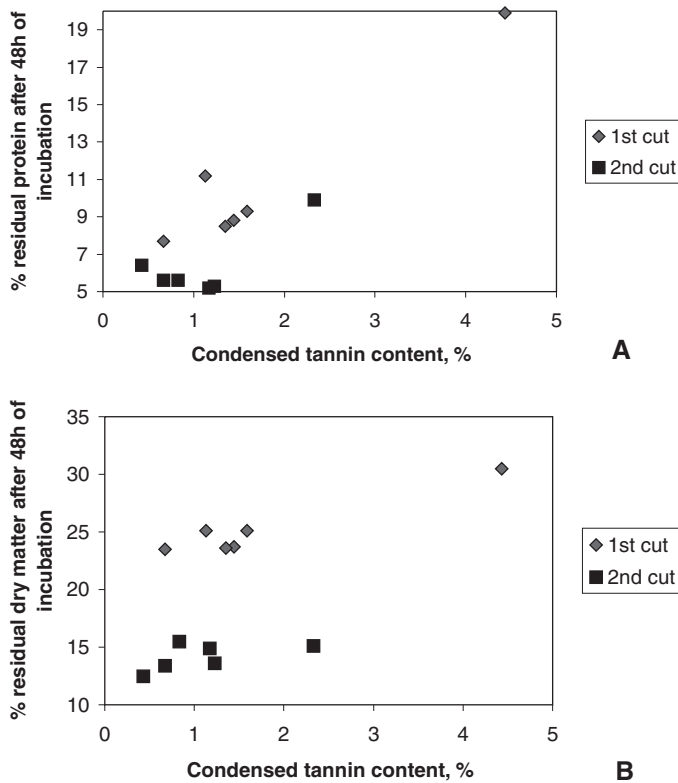 % residual protein after 48h of
incubation
19
17
15
13
11
9
7
5
0 1 2 3 4 5
Condensed tannin content, %
1st cut
2nd cut
A
% residual dry matter after 48h of
incubation
35
30
25
20
15
10
0 1 2 3 4 5
Condensed tannin content, %
1st cut
2nd cut
B